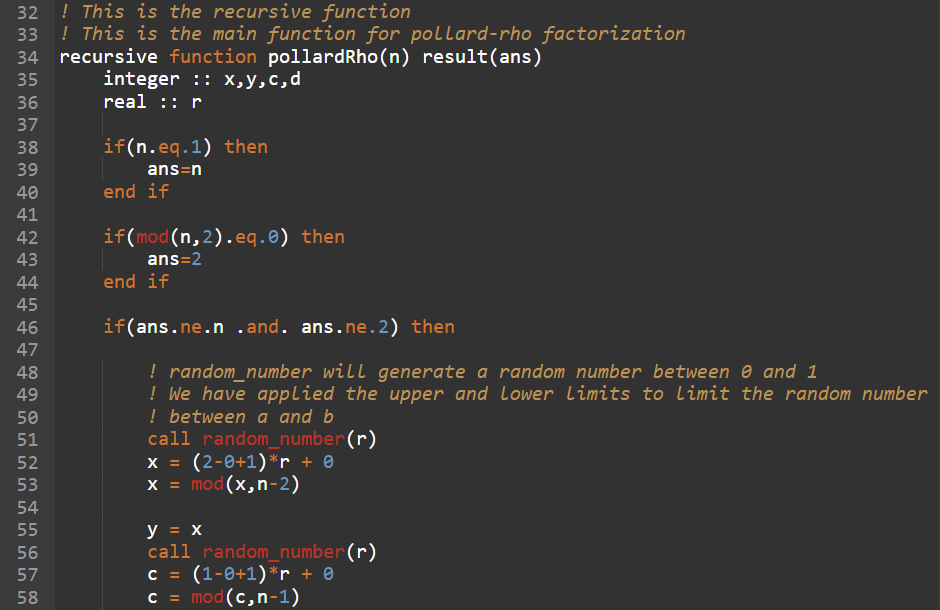 32 ! This is the recursive function
33 ! This is the main function for pollard-rho factorization
34 recursive function pollardRho(n) result(ans)
35     integer :: x,y,c,d
36     real :: r
37
38     if(n.eq.1) then
39         ans=n
40     end if
41
42     if(mod(n,2).eq.0) then
43         ans=2
44     end if
45
46     if(ans.ne.n .and. ans.ne.2) then
47
48         ! random_number will generate a random number between 0 and 1
49         ! We have applied the upper and lower limits to limit the random number
50         ! between a and b
51         call random_number(r)
52         x = (2-0+1)*r + 0
53         x = mod(x,n-2)
54
55         y = x
56         call random_number(r)
57         c = (1-0+1)*r + 0
58         c = mod(c,n-1)